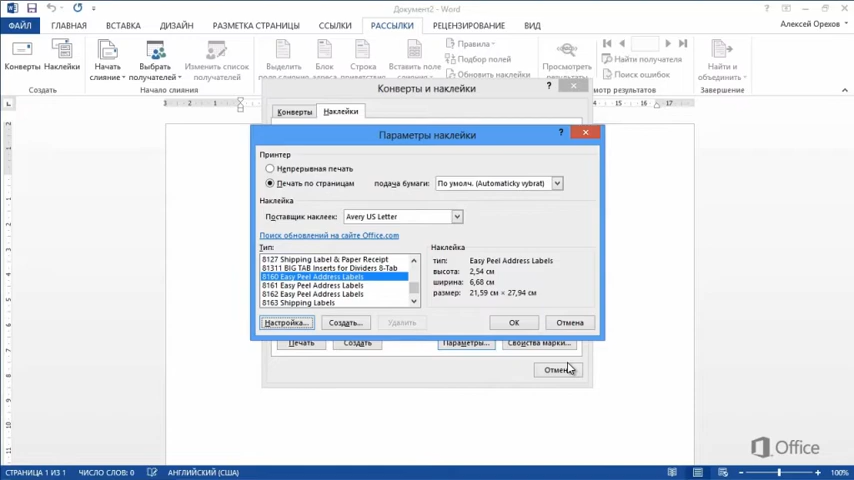 Документ2 - Word
ФАЙЛ ГЛАВНАЯ ВСТАВКА ДИЗАЙН РАЗМЕТКА СТРАНИЦЫ ССЫЛКИ РАССЫЛКИ РЕЦЕНЗИРОВАНИЕ ВИД Алексей Орехов
Конверты Наклейки
Начать слияние
Выбрать получателей
Изменить список получателей
Выделить поля слияния
Блок адреса
Строка приветствия
Правила
Подбор полей
Обновить наклейки
Просмотреть результаты
Найти получателя
Поиск ошибок
Найти и объединить
Создать Начало слияния Завершение
Конверты и наклейки
Конверты Наклейки
Параметры наклейки
Принтер
Непрерывная печать
Печать по страницам подача бумаги: По умолч. (Automaticky vybrat)
Наклейка
Поставщик наклеек: Avery US Letter
Поиск обновлений на сайте Office.com
Тип:
8127 Shipping Label & Paper Receipt
81311 BIG TAB Inserts for Dividers 8-Tab
8160 Easy Peel Address Labels
8161 Easy Peel Address Labels
8162 Easy Peel Address Labels
8163 Shipping Labels
Наклейка
тип: Easy Peel Address Labels
высота: 2,54 см
ширина: 6,68 см
размер: 21,59 см × 27,94 см
Настройка... Создать... Удалить OK Отмена
Печать Создать Параметры... Свойства марки...
Отмена
Office
СТРАНИЦА 1 ИЗ 1 ЧИСЛО СЛОВ: 0 АНГЛИЙСКИЙ (США) 100%